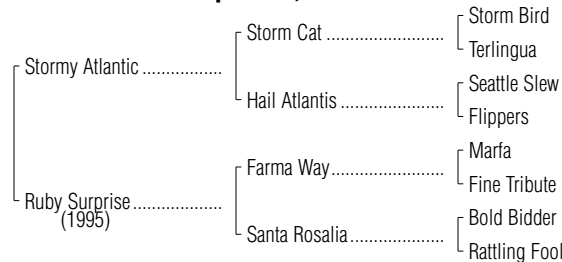 Storm Bird
Storm Cat ........................
Terlingua
Stormy Atlantic ................
Seattle Slew
Hail Atlantis .....................
Flippers
Marfa
Farma Way.......................
Fine Tribute
Ruby Surprise ..................
(1995)
Bold Bidder
Santa Rosalia...................
Rattling Fool